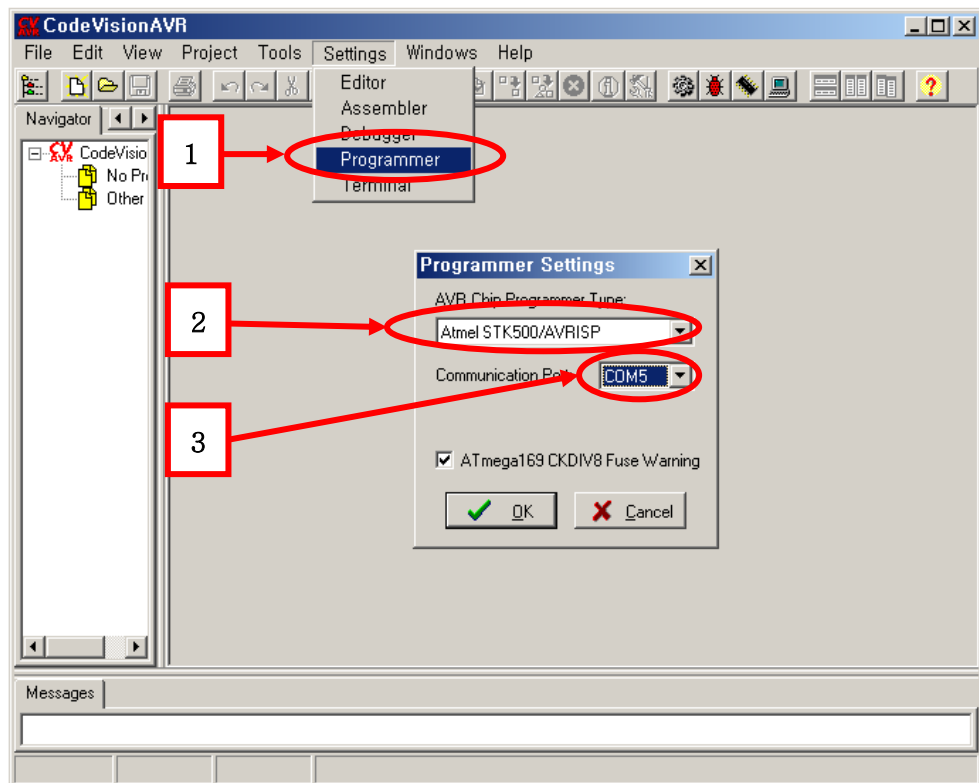 CodeVisionAVR
File Edit View Project Tools Settings Windows Help
Editor
Assembler
Debugger
Programmer
Terminal
Navigator
CodeVisio
No Pr
Other
1
2
3
Programmer Settings
AVR Chip Programmer Type:
Atmel STK500/AVRISP
Communication Port
COM5
ATmega169 CKDIV8 Fuse Warning
OK
Cancel
Messages